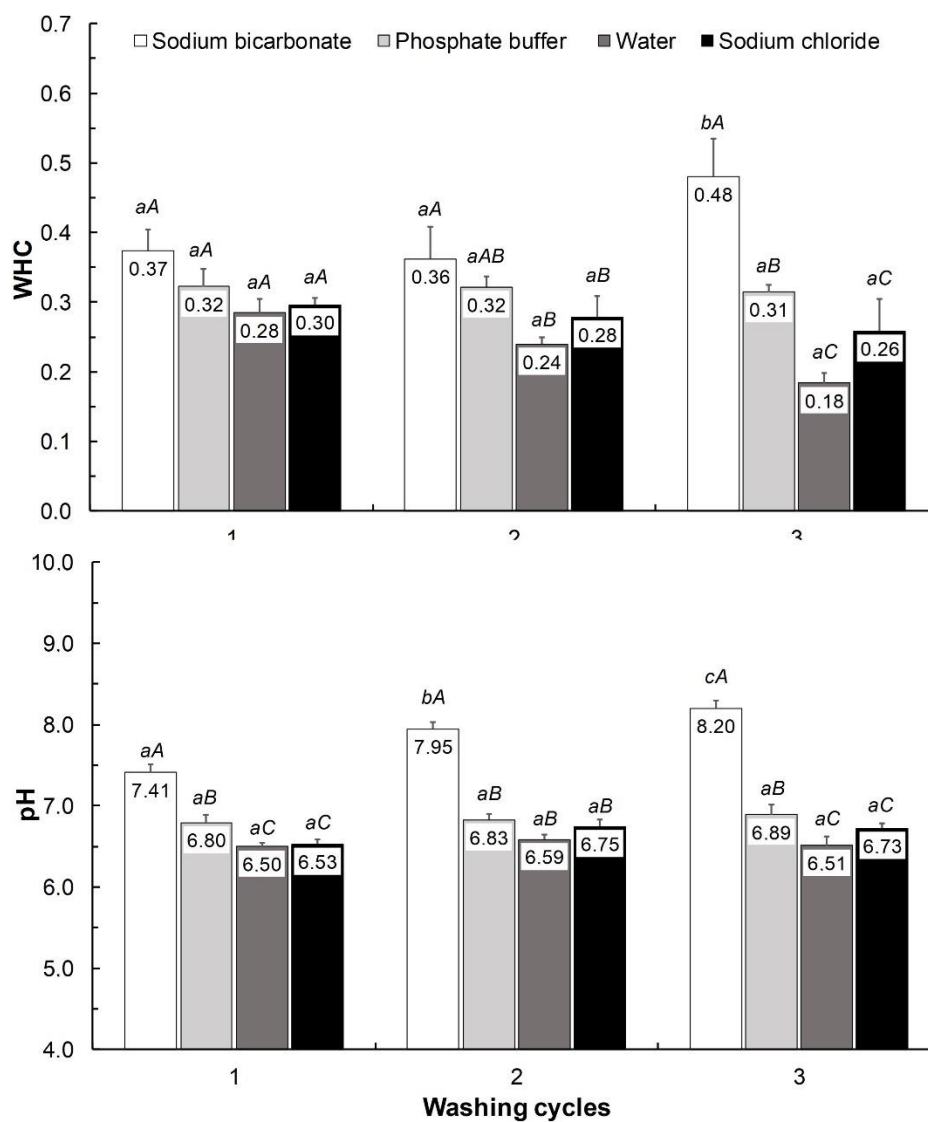 0.7
Sodium bicarbonate Phosphate buffer Water Sodium chloride
0.6
0.5
0.4
0.3
0.2
0.1
0.0
WHC
aA aA aA aA
0.37 0.32 0.28 0.30
aA aAB aB aB
0.36 0.32 0.24 0.28
bA aB aC aC
0.48 0.31 0.18 0.26
1 2 3
10.0
9.0
8.0
7.0
6.0
5.0
4.0
pH
aA aB aC aC
7.41 6.80 6.50 6.53
bA aB aB aB
7.95 6.83 6.59 6.75
cA aB aC aC
8.20 6.89 6.51 6.73
1 2 3
Washing cycles